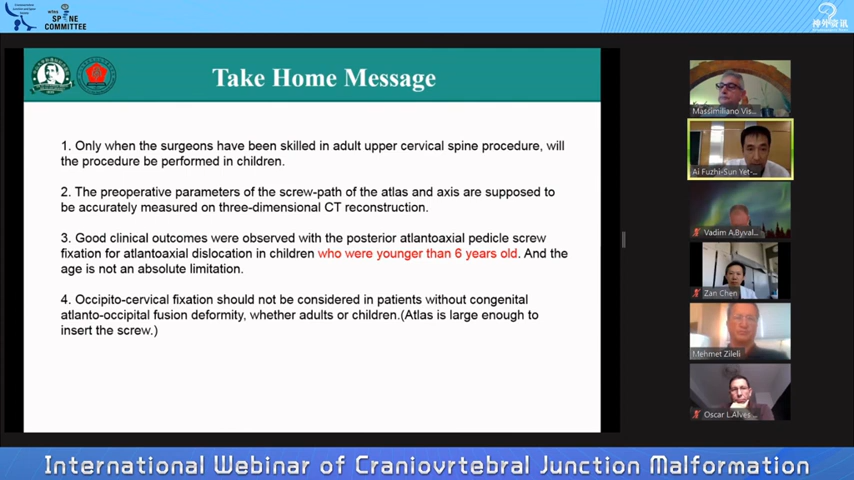 SPINE
COMMITTEE
神外资讯
Take Home Message
1. Only when the surgeons have been skilled in adult upper cervical spine procedure, will
the procedure be performed in children.
2. The preoperative parameters of the screw-path of the atlas and axis are supposed to
be accurately measured on three-dimensional CT reconstruction.
3. Good clinical outcomes were observed with the posterior atlantoaxial pedicle screw
fixation for atlantoaxial dislocation in children who were younger than 6 years old. And the
age is not an absolute limitation.
4. Occipito-cervical fixation should not be considered in patients without congenital
atlanto-occipital fusion deformity, whether adults or children.(Atlas is large enough to
insert the screw.)
Massimiliano Vis...
Ai Fuzhi-Sun Yet-...
Vadim A.Byval...
Zan Chen
Mehmet Zileli
Oscar L.Alves ...
International Webinar of Craniovrtebral Junction Malformation